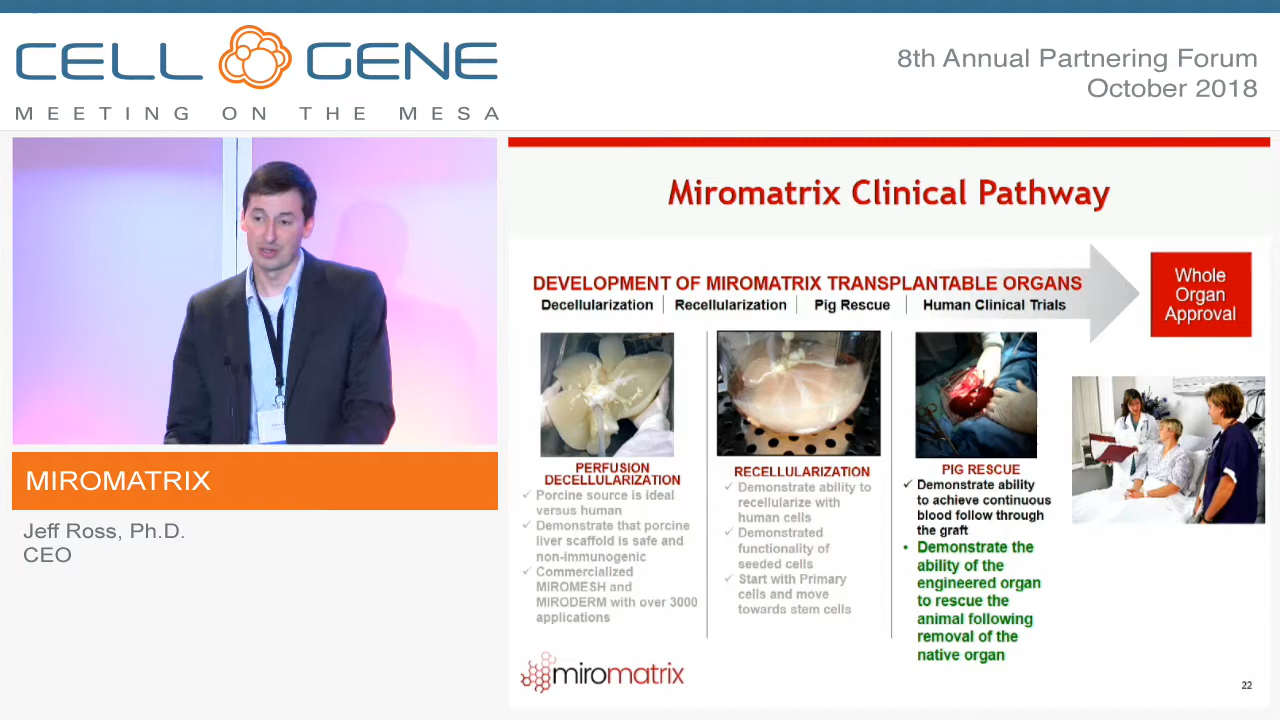 CELL GENE
MEETING ON THE MESA
8th Annual Partnering Forum
October 2018
MIROMATRIX
Jeff Ross, Ph.D.
CEO
Miromatrix Clinical Pathway
DEVELOPMENT OF MIROMATRIX TRANSPLANTABLE ORGANS
Decellularization | Recellularization | Pig Rescue | Human Clinical Trials
Whole
Organ
Approval
PERFUSION
DECELLULARIZATION
✓ Porcine source is ideal
versus human
✓ Demonstrate that porcine
liver scaffold is safe and
non-immunogenic
✓ Commercialized
MIROMESH and
MIRODERM with over 3000
applications
RECELLULARIZATION
✓ Demonstrate ability to
recellularize with
human cells
✓ Demonstrated
functionality of
seeded cells
✓ Start with Primary
cells and move
towards stem cells
PIG RESCUE
✓ Demonstrate ability
to achieve continuous
blood follow through
the graft
• Demonstrate the
ability of the
engineered organ
to rescue the
animal following
removal of the
native organ
miromatrix
22